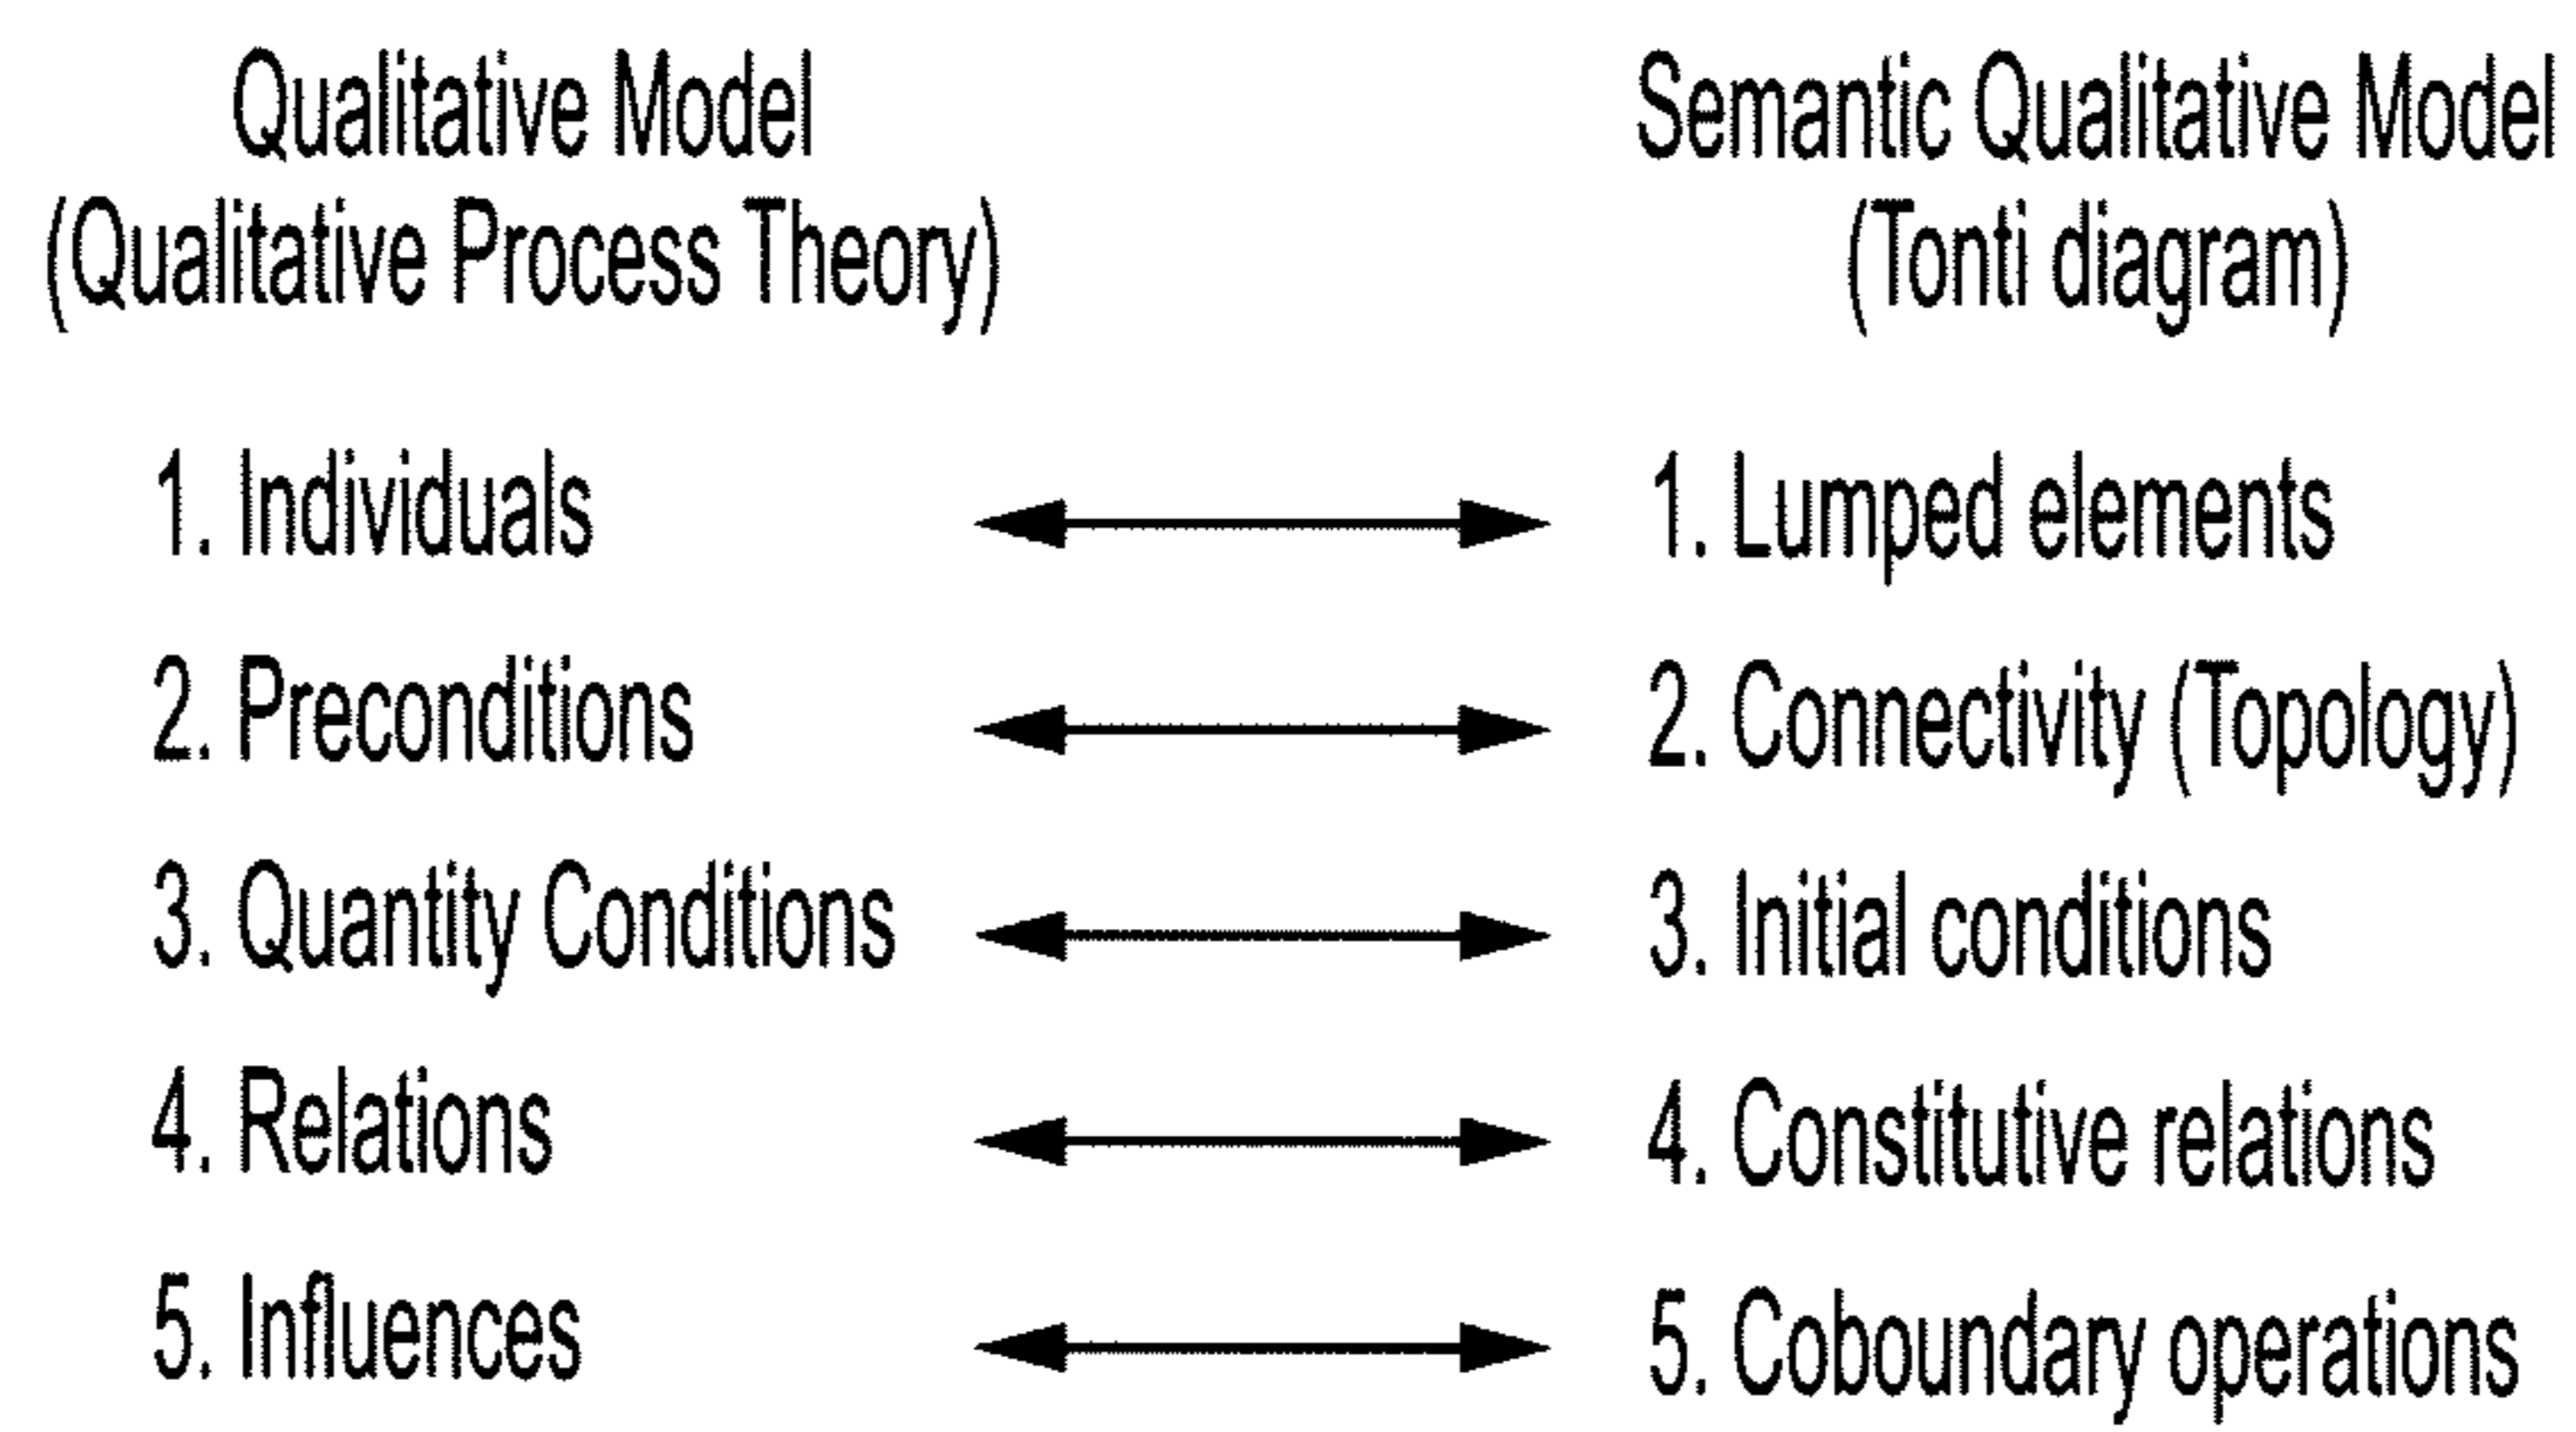 Qualitative Model
(Qualitative Process Theory)
Semantic Qualitative Model
(Tonti diagram)
1. Individuals
1. Lumped elements
2. Preconditions
2. Connectivity (Topology)
3. Quantity Conditions
3. Initial conditions
4. Relations
4. Constitutive relations
5. Influences
5. Coboundary operations